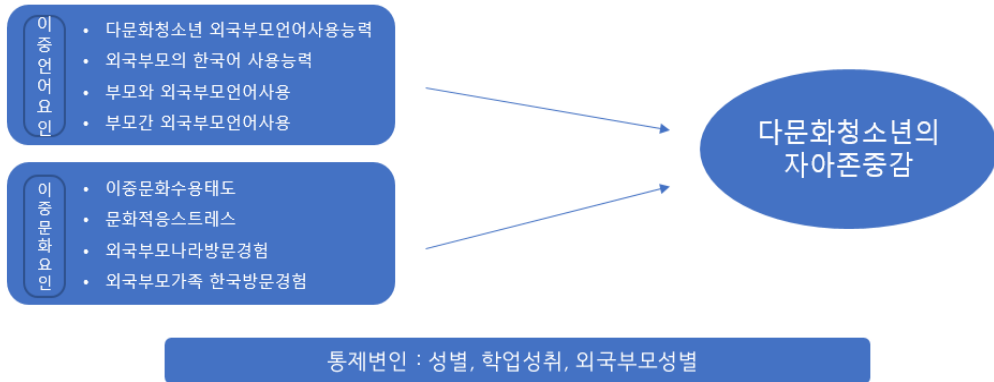 이중언어요인
• 다문화청소년 외국부모언어사용능력
• 외국부모의 한국어 사용능력
• 부모와 외국부모언어사용
• 부모간 외국부모언어사용
이중문화요인
• 이중문화수용태도
• 문화적응스트레스
• 외국부모나라방문경험
• 외국부모가족 한국방문경험
다문화청소년의
자아존중감
통제변인 : 성별, 학업성취, 외국부모성별